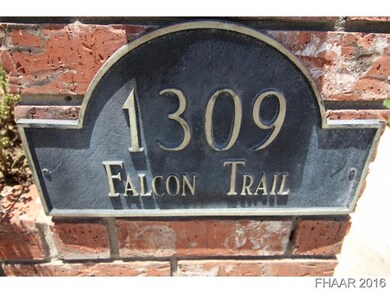 1309
FALCON TRAIL
FHAAR 2016